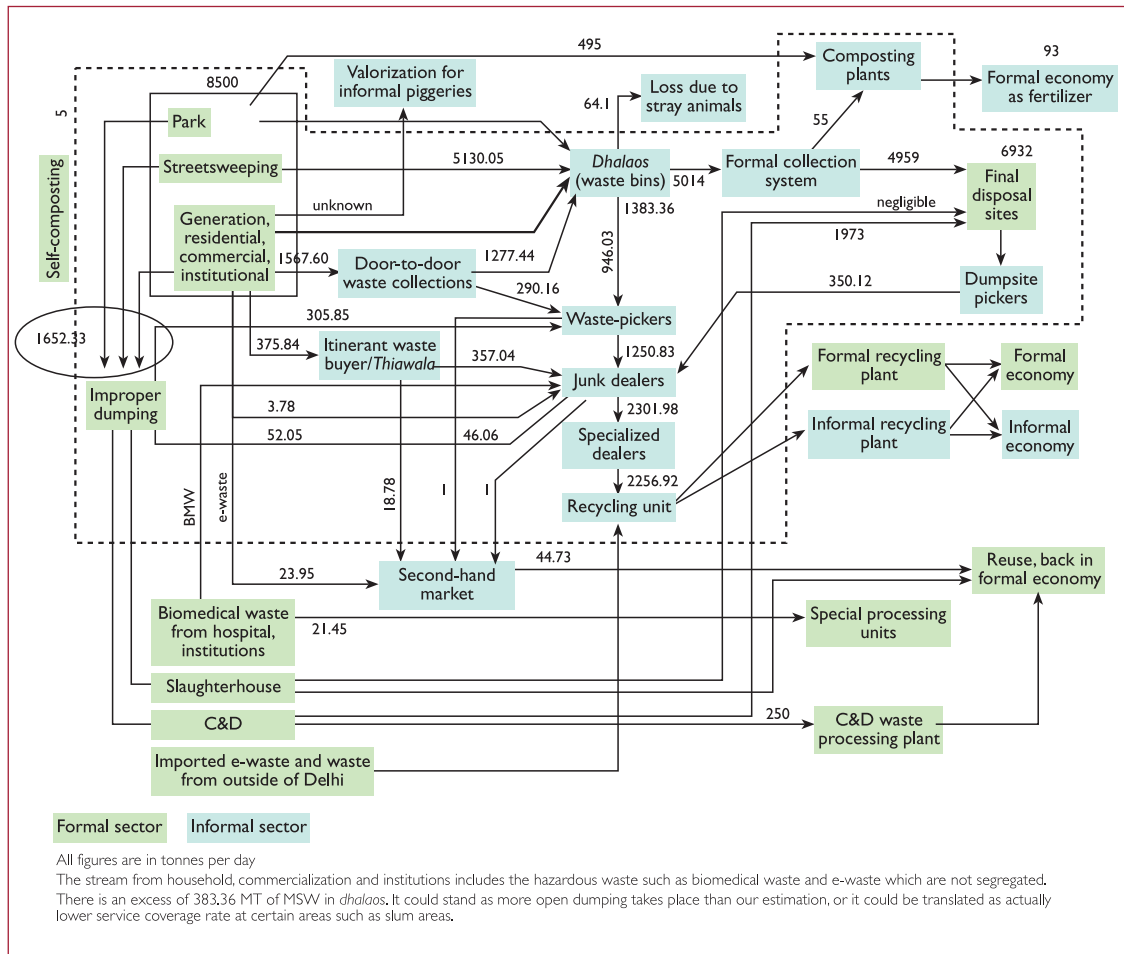 495
93
Composting
plants
Formal economy
as fertilizer
8500
Valorization for
informal piggeries
Loss due to
stray animals
64.1
55
5
Park
Streetsweeping
5130.05
Dhalaos
(waste bins)
5014
Formal collection
system
4959
6932
Final
disposal
sites
Self-composting
unknown
1383.36
negligible
Generation,
residential,
commercial,
institutional
1567.60
Door-to-door
waste collections
1277.44
290.16
946.03
1973
350.12
Dumpsite
pickers
1652.33
305.85
Waste-pickers
375.84
Itinerant waste
buyer/Thiawala
357.04
1250.83
Junk dealers
Formal recycling
plant
Formal
economy
Improper
dumping
3.78
52.05
46.06
2301.98
Specialized
dealers
Informal recycling
plant
Informal
economy
BMW
e-waste
18.78
1
1
2256.92
Recycling unit
23.95
Second-hand
market
44.73
Reuse, back in
formal economy
Biomedical waste
from hospital,
institutions
21.45
Special processing
units
Slaughterhouse
C&D
250
C&D waste
processing plant
Imported e-waste and waste
from outside of Delhi
Formal sector
Informal sector
All figures are in tonnes per day
The stream from household, commercialization and institutions includes the hazardous waste such as biomedical waste and e-waste which are not segregated.
There is an excess of 383.36 MT of MSW in dhalaos. It could stand as more open dumping takes place than our estimation, or it could be translated as actually
lower service coverage rate at certain areas such as slum areas.